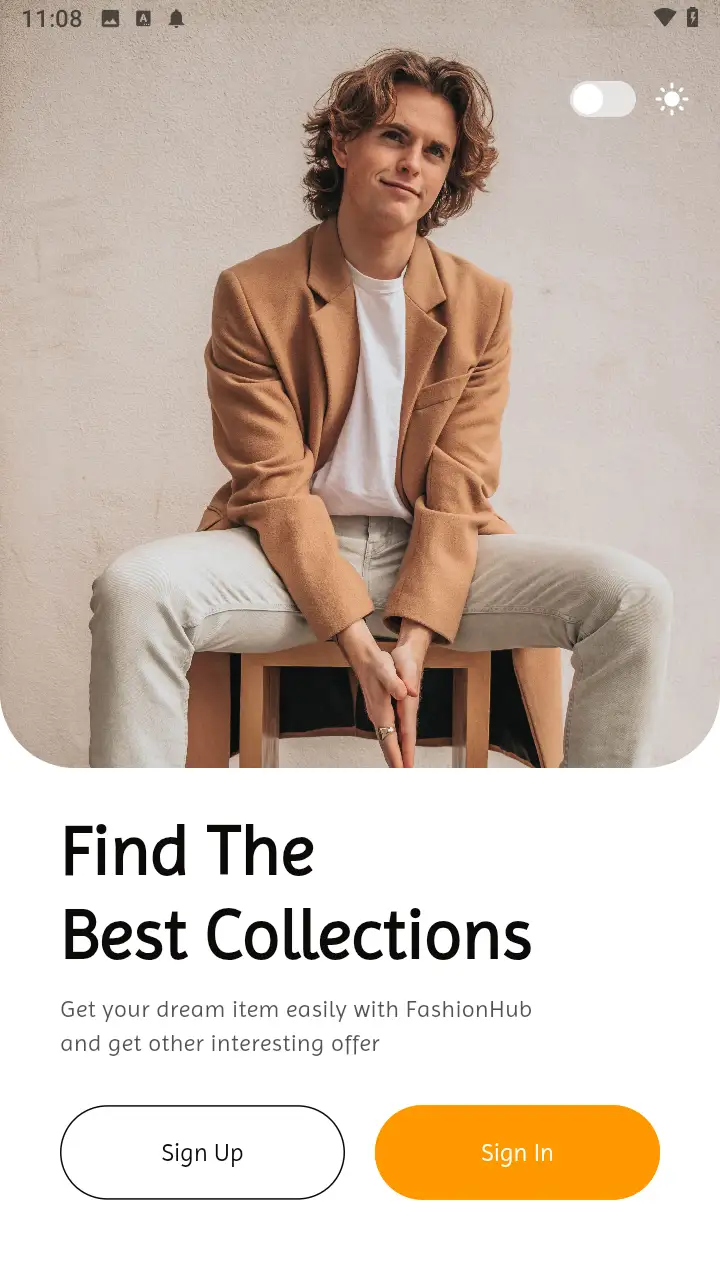 11:08
Find The
Best Collections
Get your dream item easily with FashionHub
and get other interesting offer
Sign Up
Sign In